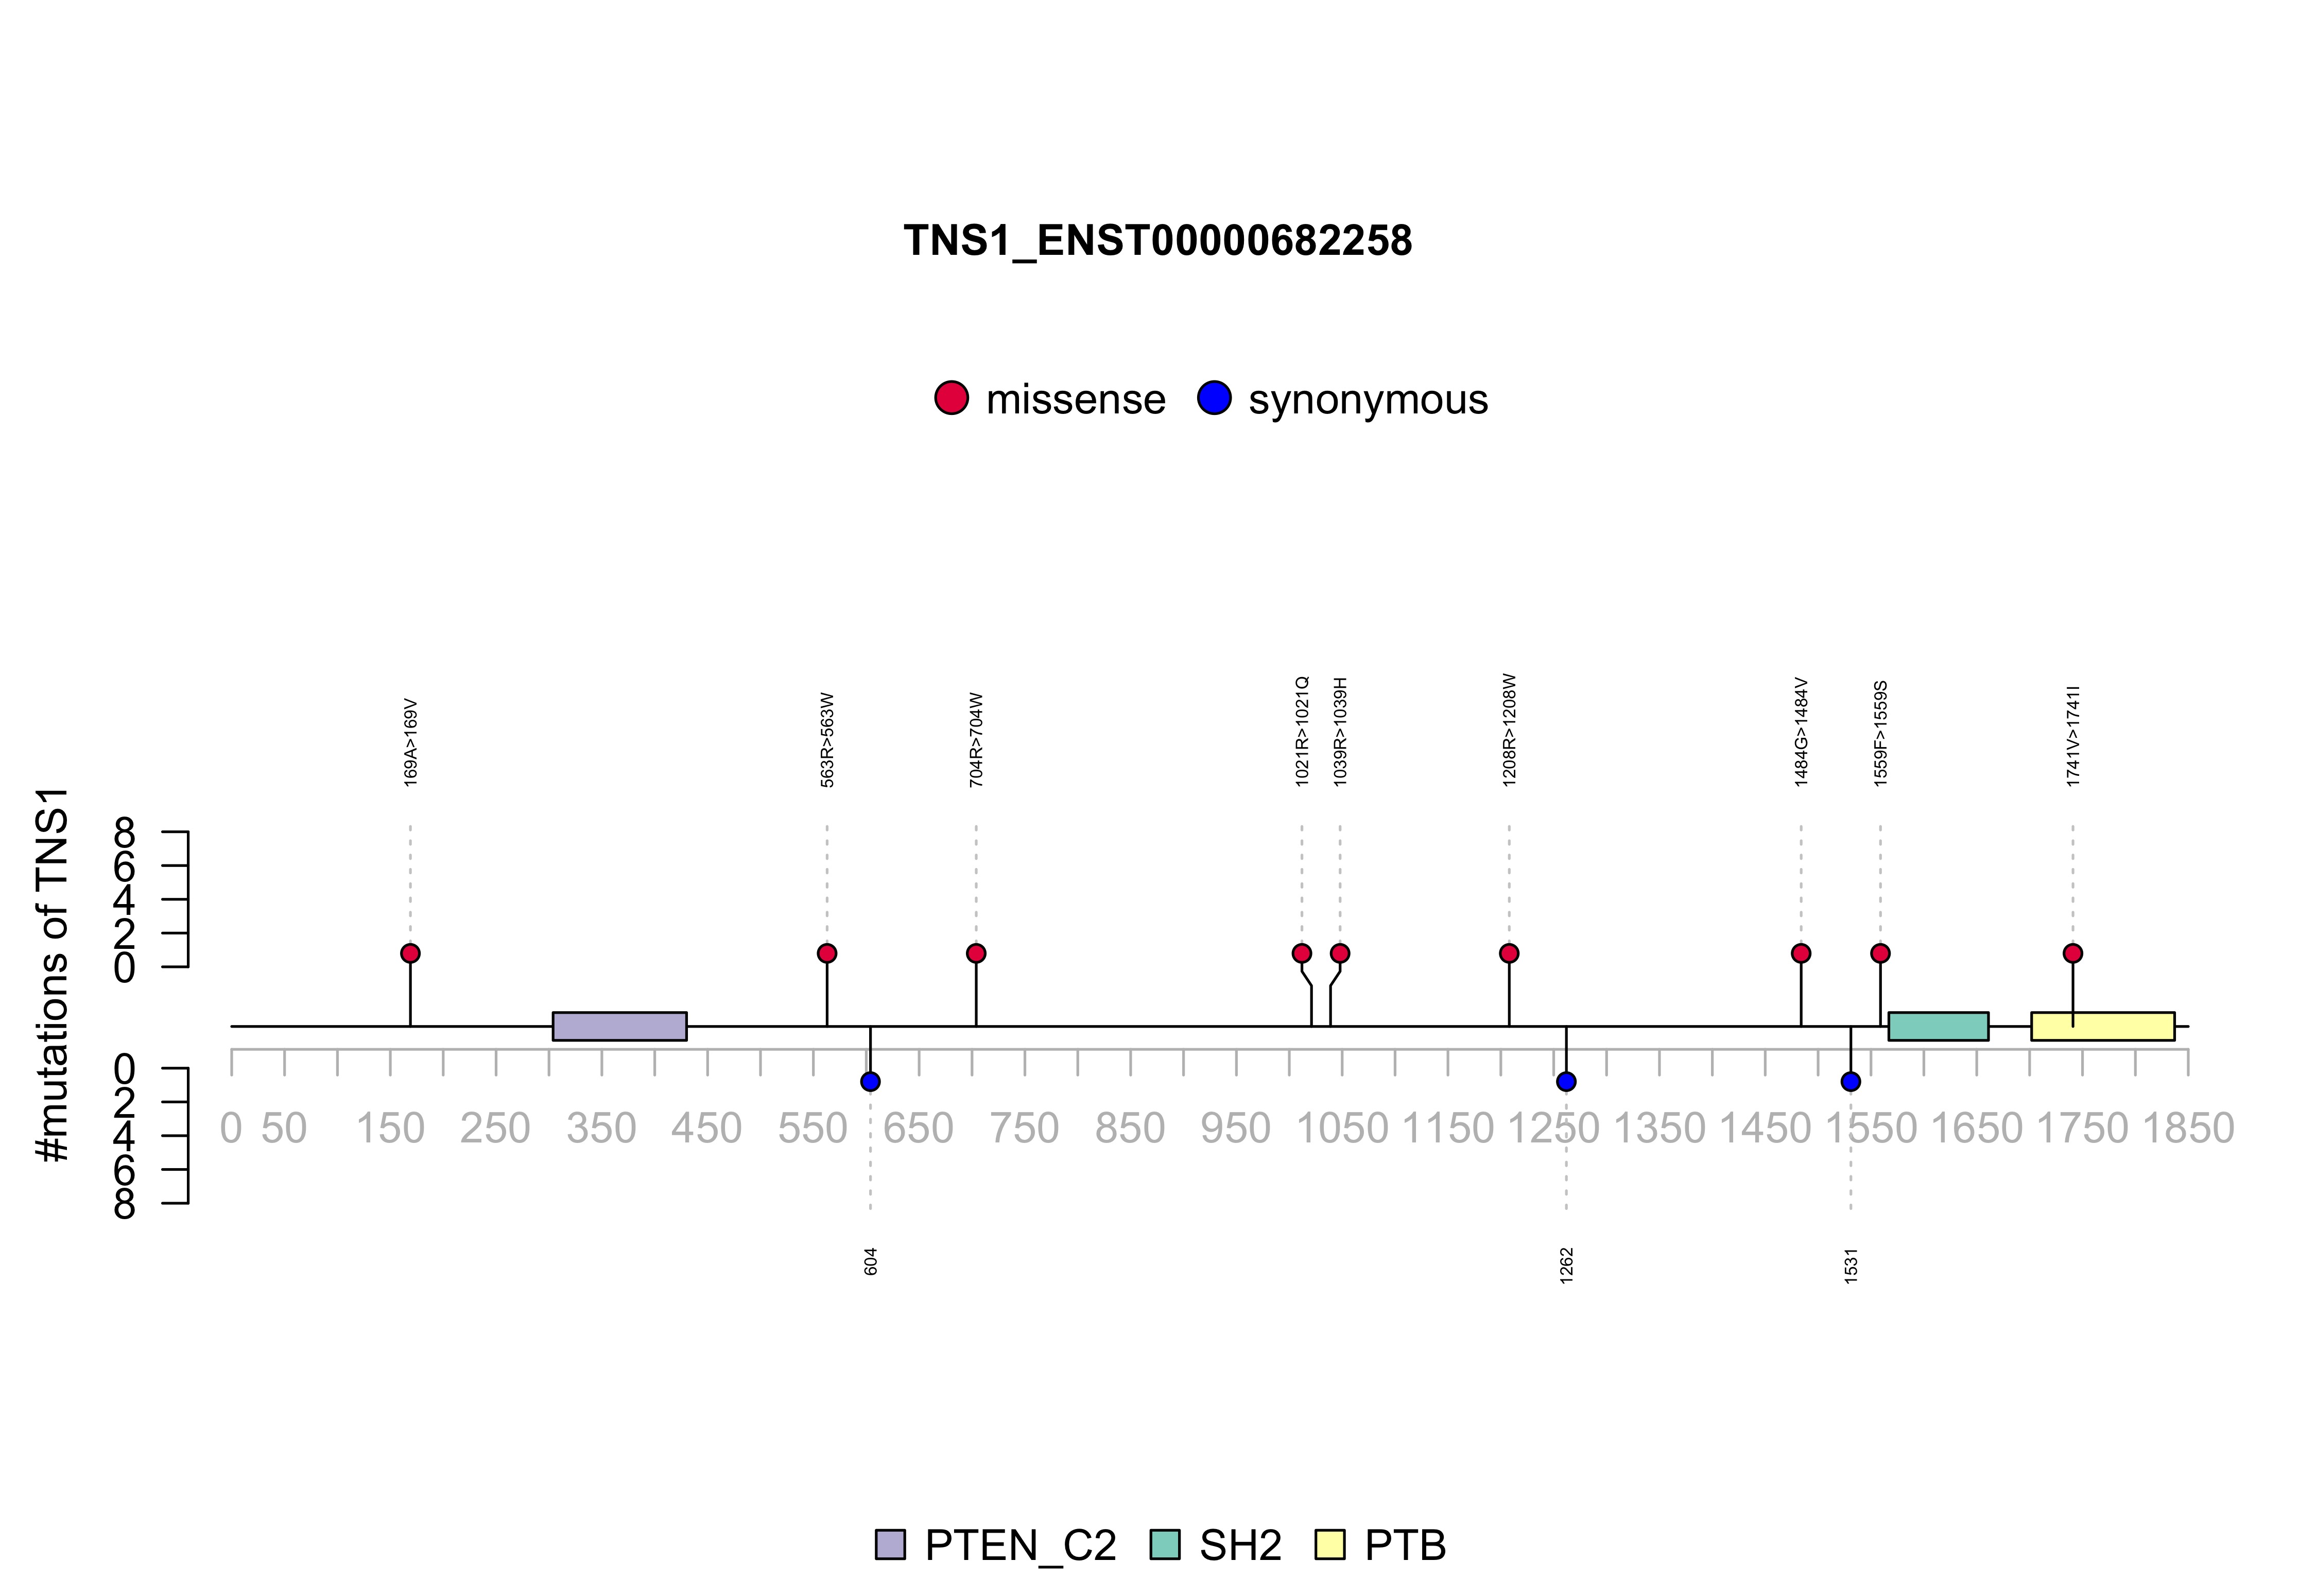 TNS1_ENST00000682258
missense synonymous
169A>169V
563R>563W
704R>704W
1021R>1021Q
1039R>1039H
1208R>1208W
1484G>1484V
1559F>1559S
1741V>1741I
#mutations of TNS1
8
6
4
2
0
0
2
4
6
8
0 50 150 250 350 450 550 650 750 850 950 1050 1150 1250 1350 1450 1550 1650 1750 1850
604
1262
1531
PTEN_C2 SH2 PTB